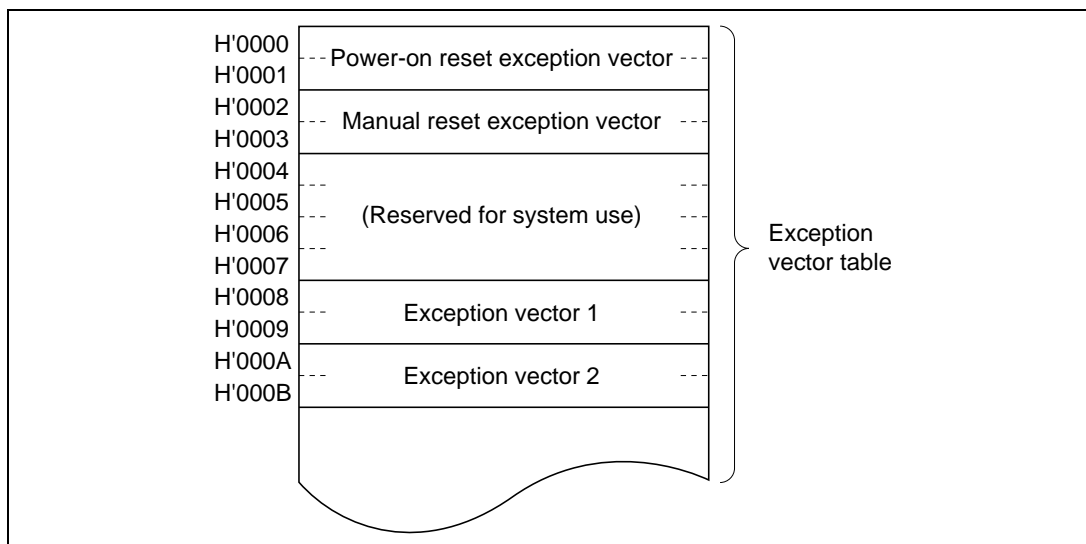 H'0000
Power-on reset exception vector
H'0001
H'0002
Manual reset exception vector
H'0003
H'0004
H'0005
(Reserved for system use)
H'0006
H'0007
H'0008
Exception vector 1
H'0009
H'000A
Exception vector 2
H'000B
Exception
vector table